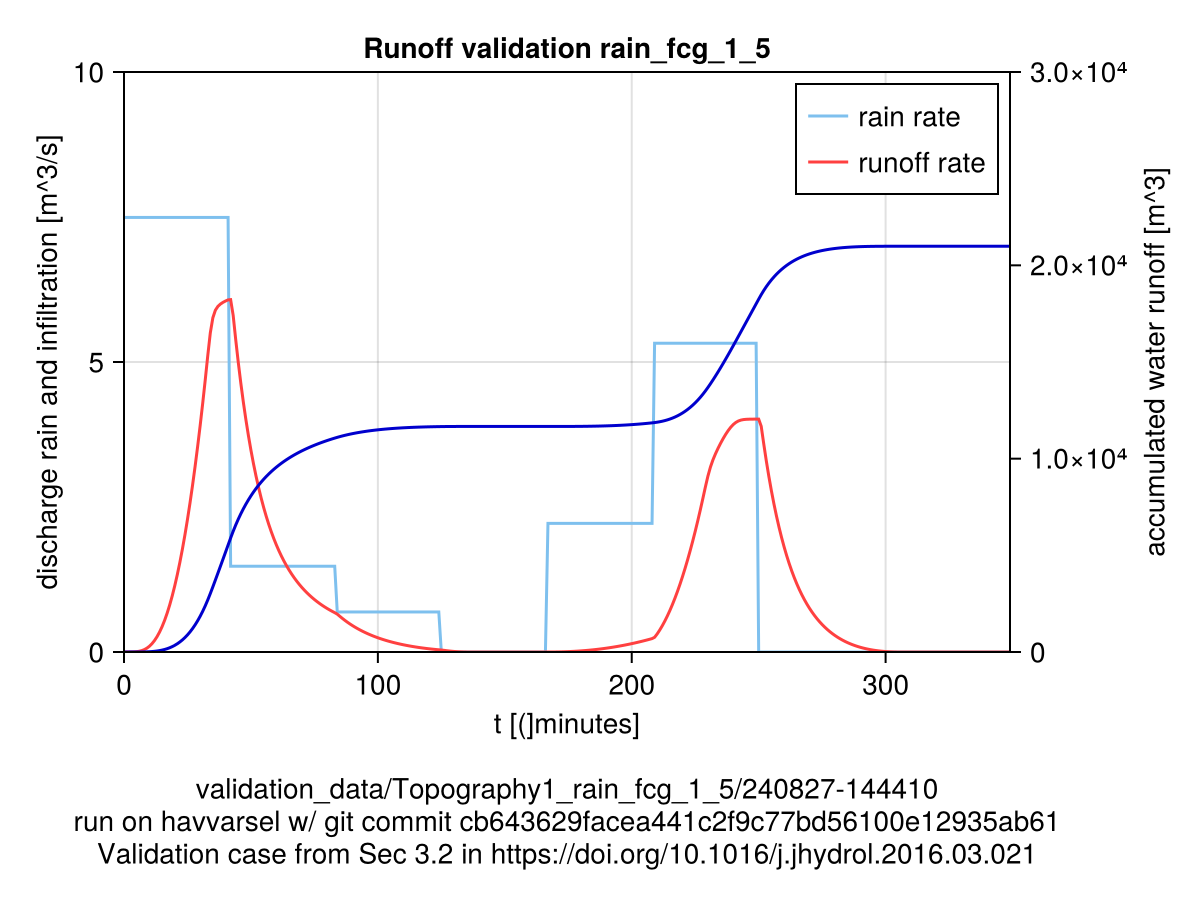 Runoff validation rain_fcg_1_5
10
5
0
discharge rain and infiltration [m^3/s]
rain rate
runoff rate
3.0×10⁴
2.0×10⁴
1.0×10⁴
0
accumulated water runoff [m^3]
0 100 200 300
t [(]minutes]
validation_data/Topography1_rain_fcg_1_5/240827-144410
run on havvarsel w/ git commit cb643629facea441c2f9c77bd56100e12935ab61
Validation case from Sec 3.2 in https://doi.org/10.1016/j.jhydrol.2016.03.021